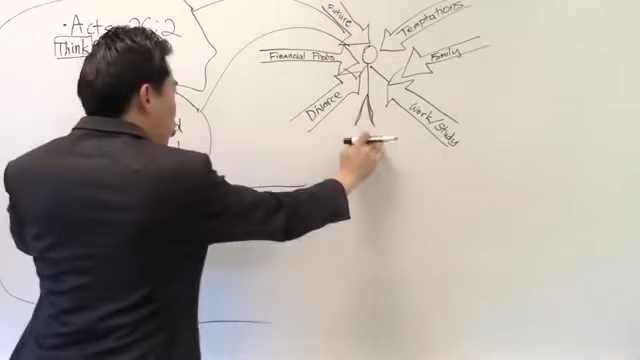 Acts 26:2
Think
Future
Temptations
Financial Probs
Family
Divorce
Work/Study